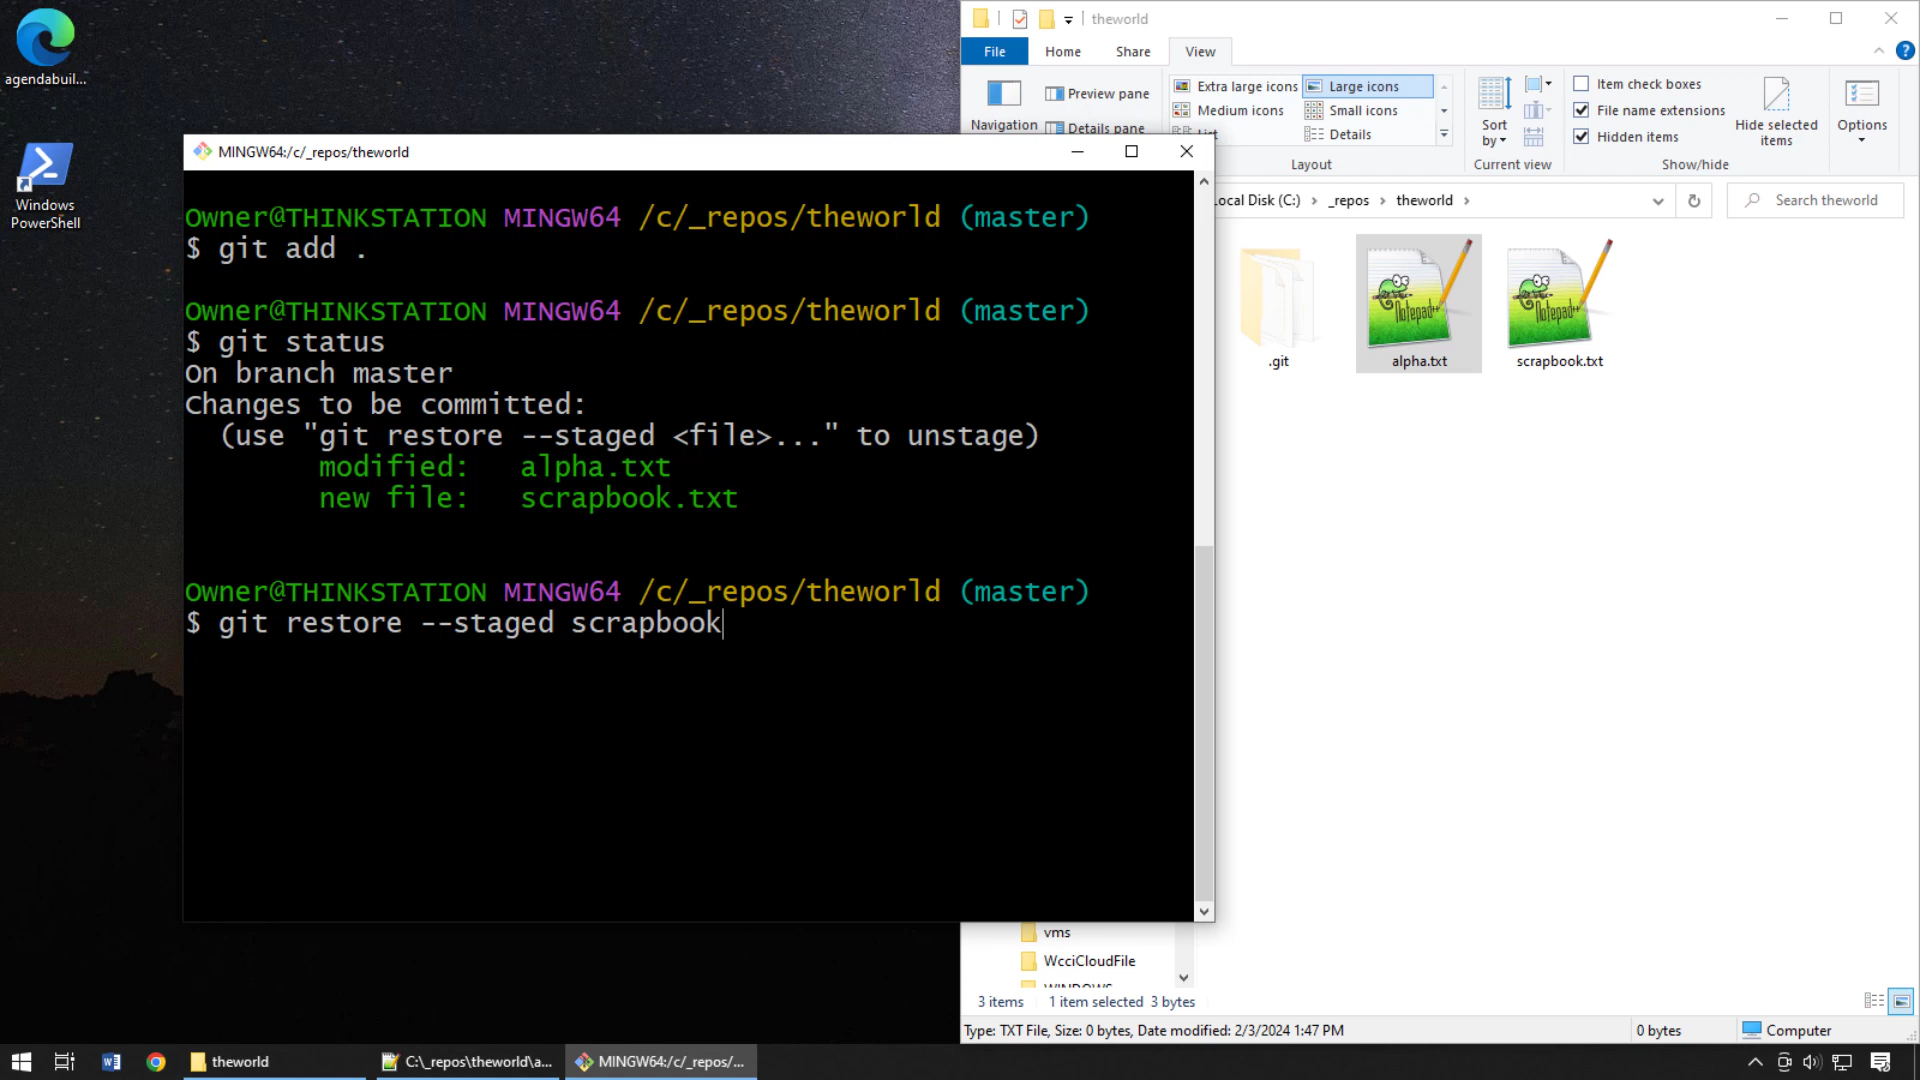 agendabuil...
Windows
PowerShell
theworld
File
Home
Share
View
Navigation
Preview pane
Details pane
Extra large icons
Large icons
Medium icons
Small icons
List
Details
Layout
Sort
by
Current view
Item check boxes
File name extensions
Hidden items
Hide selected
items
Show/hide
Options
Local Disk (C:)
_repos
theworld
Search theworld
.git
alpha.txt
scrapbook.txt
Notepad++
Notepad++
MINGW64:/c/_repos/theworld
Owner@THINKSTATION MINGW64 /c/_repos/theworld (master)
$ git add .
Owner@THINKSTATION MINGW64 /c/_repos/theworld (master)
$ git status
On branch master
Changes to be committed:
(use "git restore --staged <file>..." to unstage)
modified: alpha.txt
new file: scrapbook.txt
Owner@THINKSTATION MINGW64 /c/_repos/theworld (master)
$ git restore --staged scrapbook
vms
WcciCloudFile
WINDOWS
3 items 1 item selected 3 bytes
Type: TXT File, Size: 0 bytes, Date modified: 2/3/2024 1:47 PM
0 bytes
Computer
theworld
C:\_repos\theworld\a...
MINGW64:/c/_repos/...